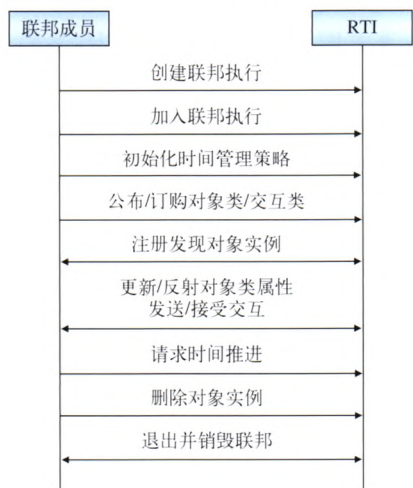 联邦成员
RTI
创建联邦执行
加入联邦执行
初始化时间管理策略
公布/订购对象类/交互类
注册发现对象实例
更新/反射对象类属性
发送/接受交互
请求时间推进
删除对象实例
退出并销毁联邦